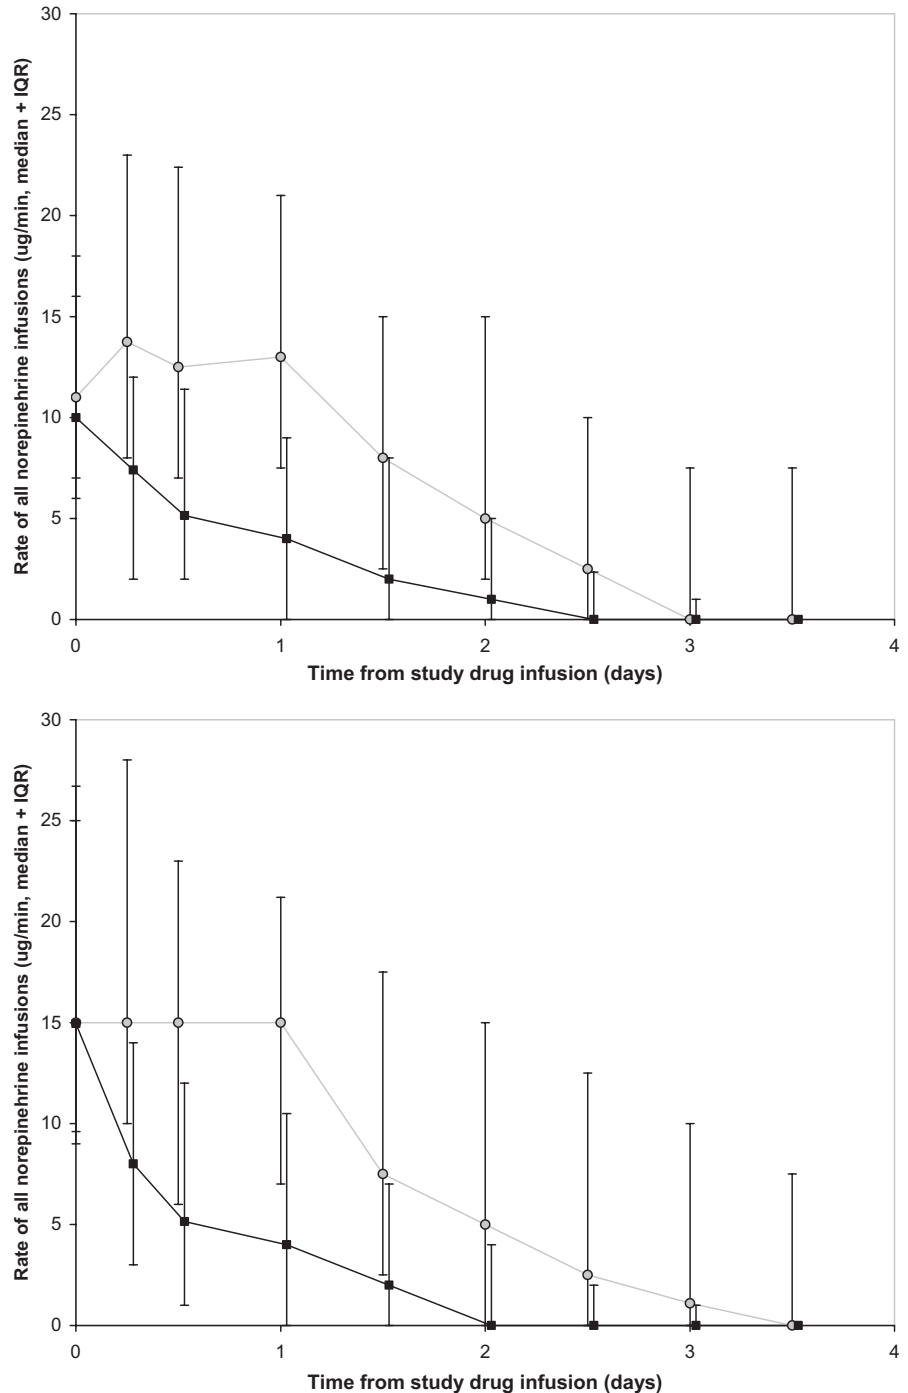 30
25
20
15
10
5
0
Rate of all norepinehrine infusions (ug/min, median + IQR)
0 1 2 3 4
Time from study drug infusion (days)
30
25
20
15
10
5
0
Rate of all norepinehrine infusions (ug/min, median + IQR)
0 1 2 3 4
Time from study drug infusion (days)